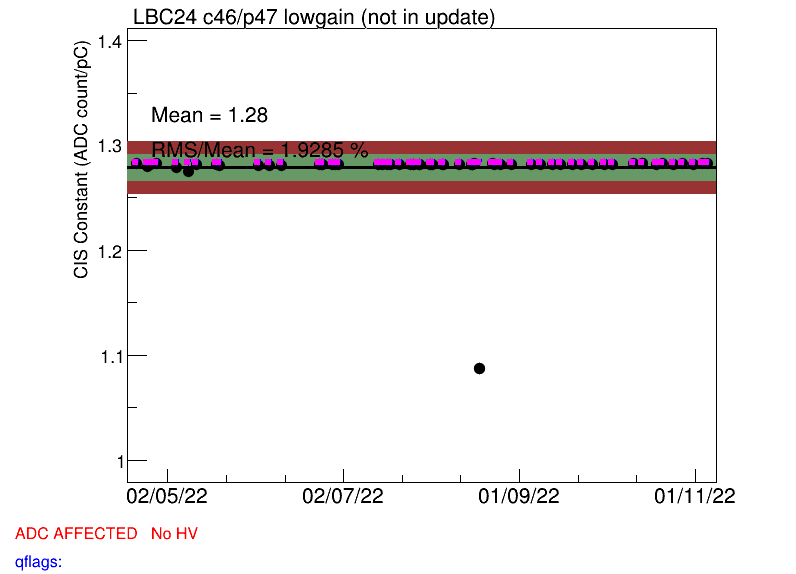 LBC24 c46/p47 lowgain (not in update)
CIS Constant (ADC count/pC)
1.4
Mean = 1.28
1.3
RMS/Mean = 1.9285 %
1.2
1.1
1
02/05/22 02/07/22 01/09/22 01/11/22
ADC AFFECTED No HV
qflags: